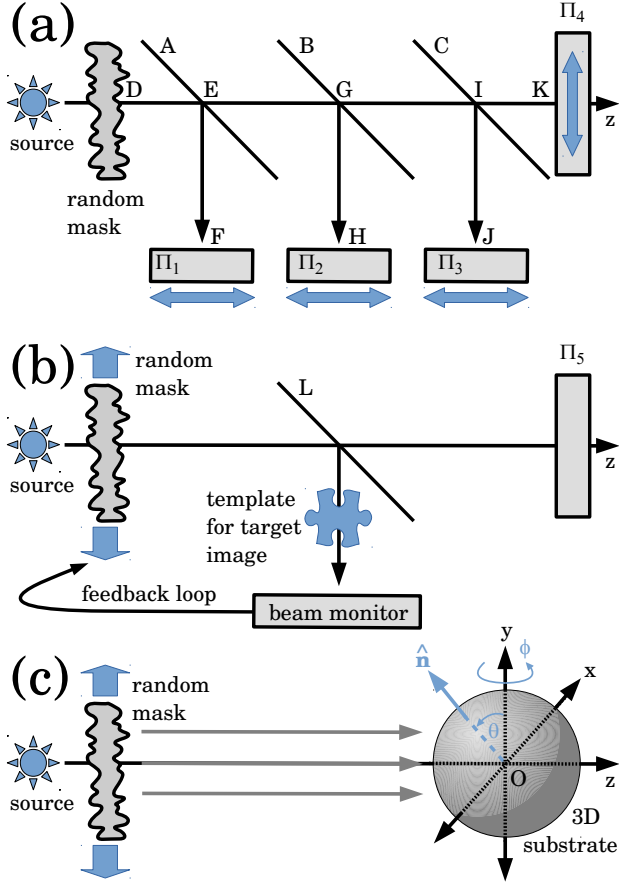 (a)
A
B
C
Π4
D
E
G
I
K
z
source
random
mask
F
H
J
Π1
Π2
Π3
(b)
random
mask
L
Π5
z
source
template
for target
image
feedback loop
beam monitor
(c)
random
mask
n̂
y
ϕ
x
θ
source
O
z
3D
substrate